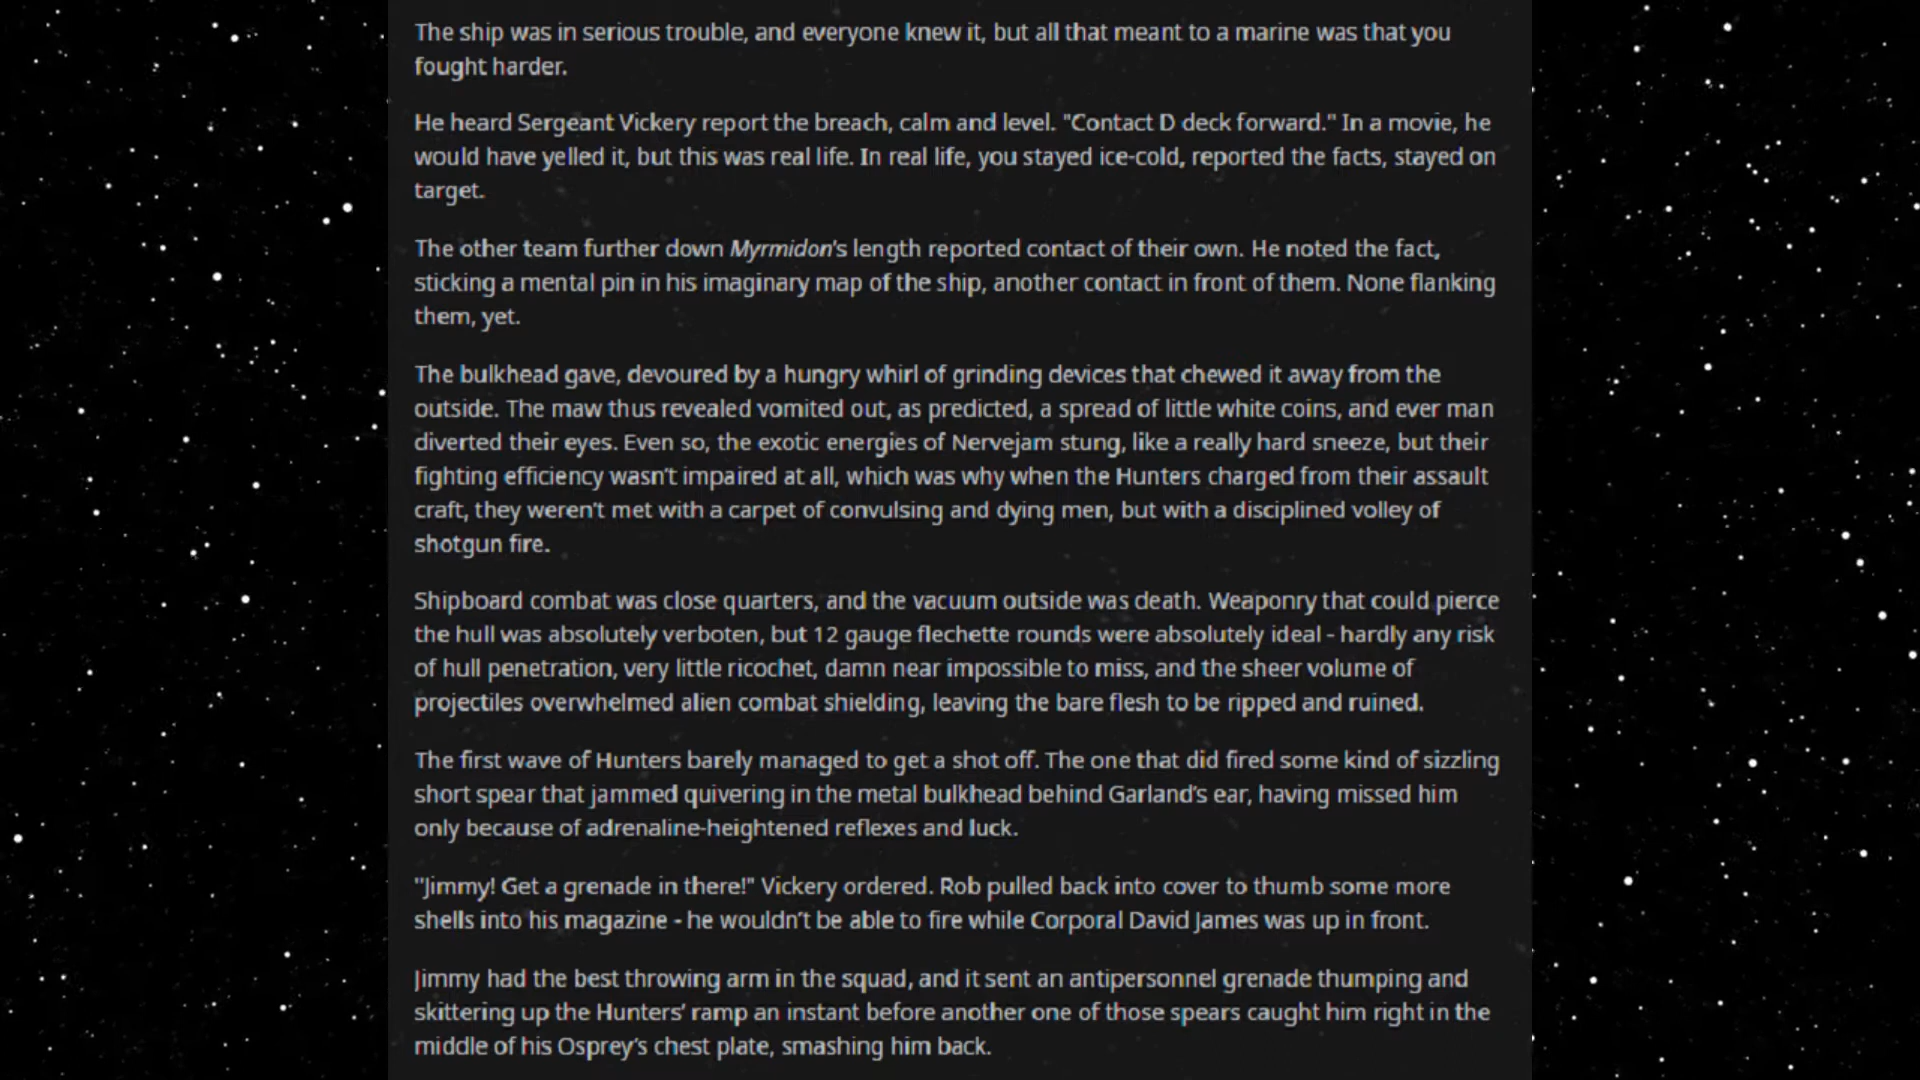 The ship was in serious trouble, and everyone knew it, but all that meant to a marine was that you
fought harder.
He heard Sergeant Vickery report the breach, calm and level. "Contact D deck forward." In a movie, he
would have yelled it, but this was real life. In real life, you stayed ice-cold, reported the facts, stayed on
target.
The other team further down Myrmidon's length reported contact of their own. He noted the fact,
sticking a mental pin in his imaginary map of the ship, another contact in front of them. None flanking
them, yet.
The bulkhead gave, devoured by a hungry whirl of grinding devices that chewed it away from the
outside. The maw thus revealed vomited out, as predicted, a spread of little white coins, and ever man
diverted their eyes. Even so, the exotic energies of Nervejam stung, like a really hard sneeze, but their
fighting efficiency wasn't impaired at all, which was why when the Hunters charged from their assault
craft, they weren't met with a carpet of convulsing and dying men, but with a disciplined volley of
shotgun fire.
Shipboard combat was close quarters, and the vacuum outside was death. Weaponry that could pierce
the hull was absolutely verboten, but 12 gauge flechette rounds were absolutely ideal - hardly any risk
of hull penetration, very little ricochet, damn near impossible to miss, and the sheer volume of
projectiles overwhelmed alien combat shielding, leaving the bare flesh to be ripped and ruined.
The first wave of Hunters barely managed to get a shot off. The one that did fired some kind of sizzling
short spear that jammed quivering in the metal bulkhead behind Garland's ear, having missed him
only because of adrenaline-heightened reflexes and luck.
"Jimmy! Get a grenade in there!" Vickery ordered. Rob pulled back into cover to thumb some more
shells into his magazine - he wouldn't be able to fire while Corporal David James was up in front.
Jimmy had the best throwing arm in the squad, and it sent an antipersonnel grenade thumping and
skittering up the Hunters' ramp an instant before another one of those spears caught him right in the
middle of his Osprey's chest plate, smashing him back.